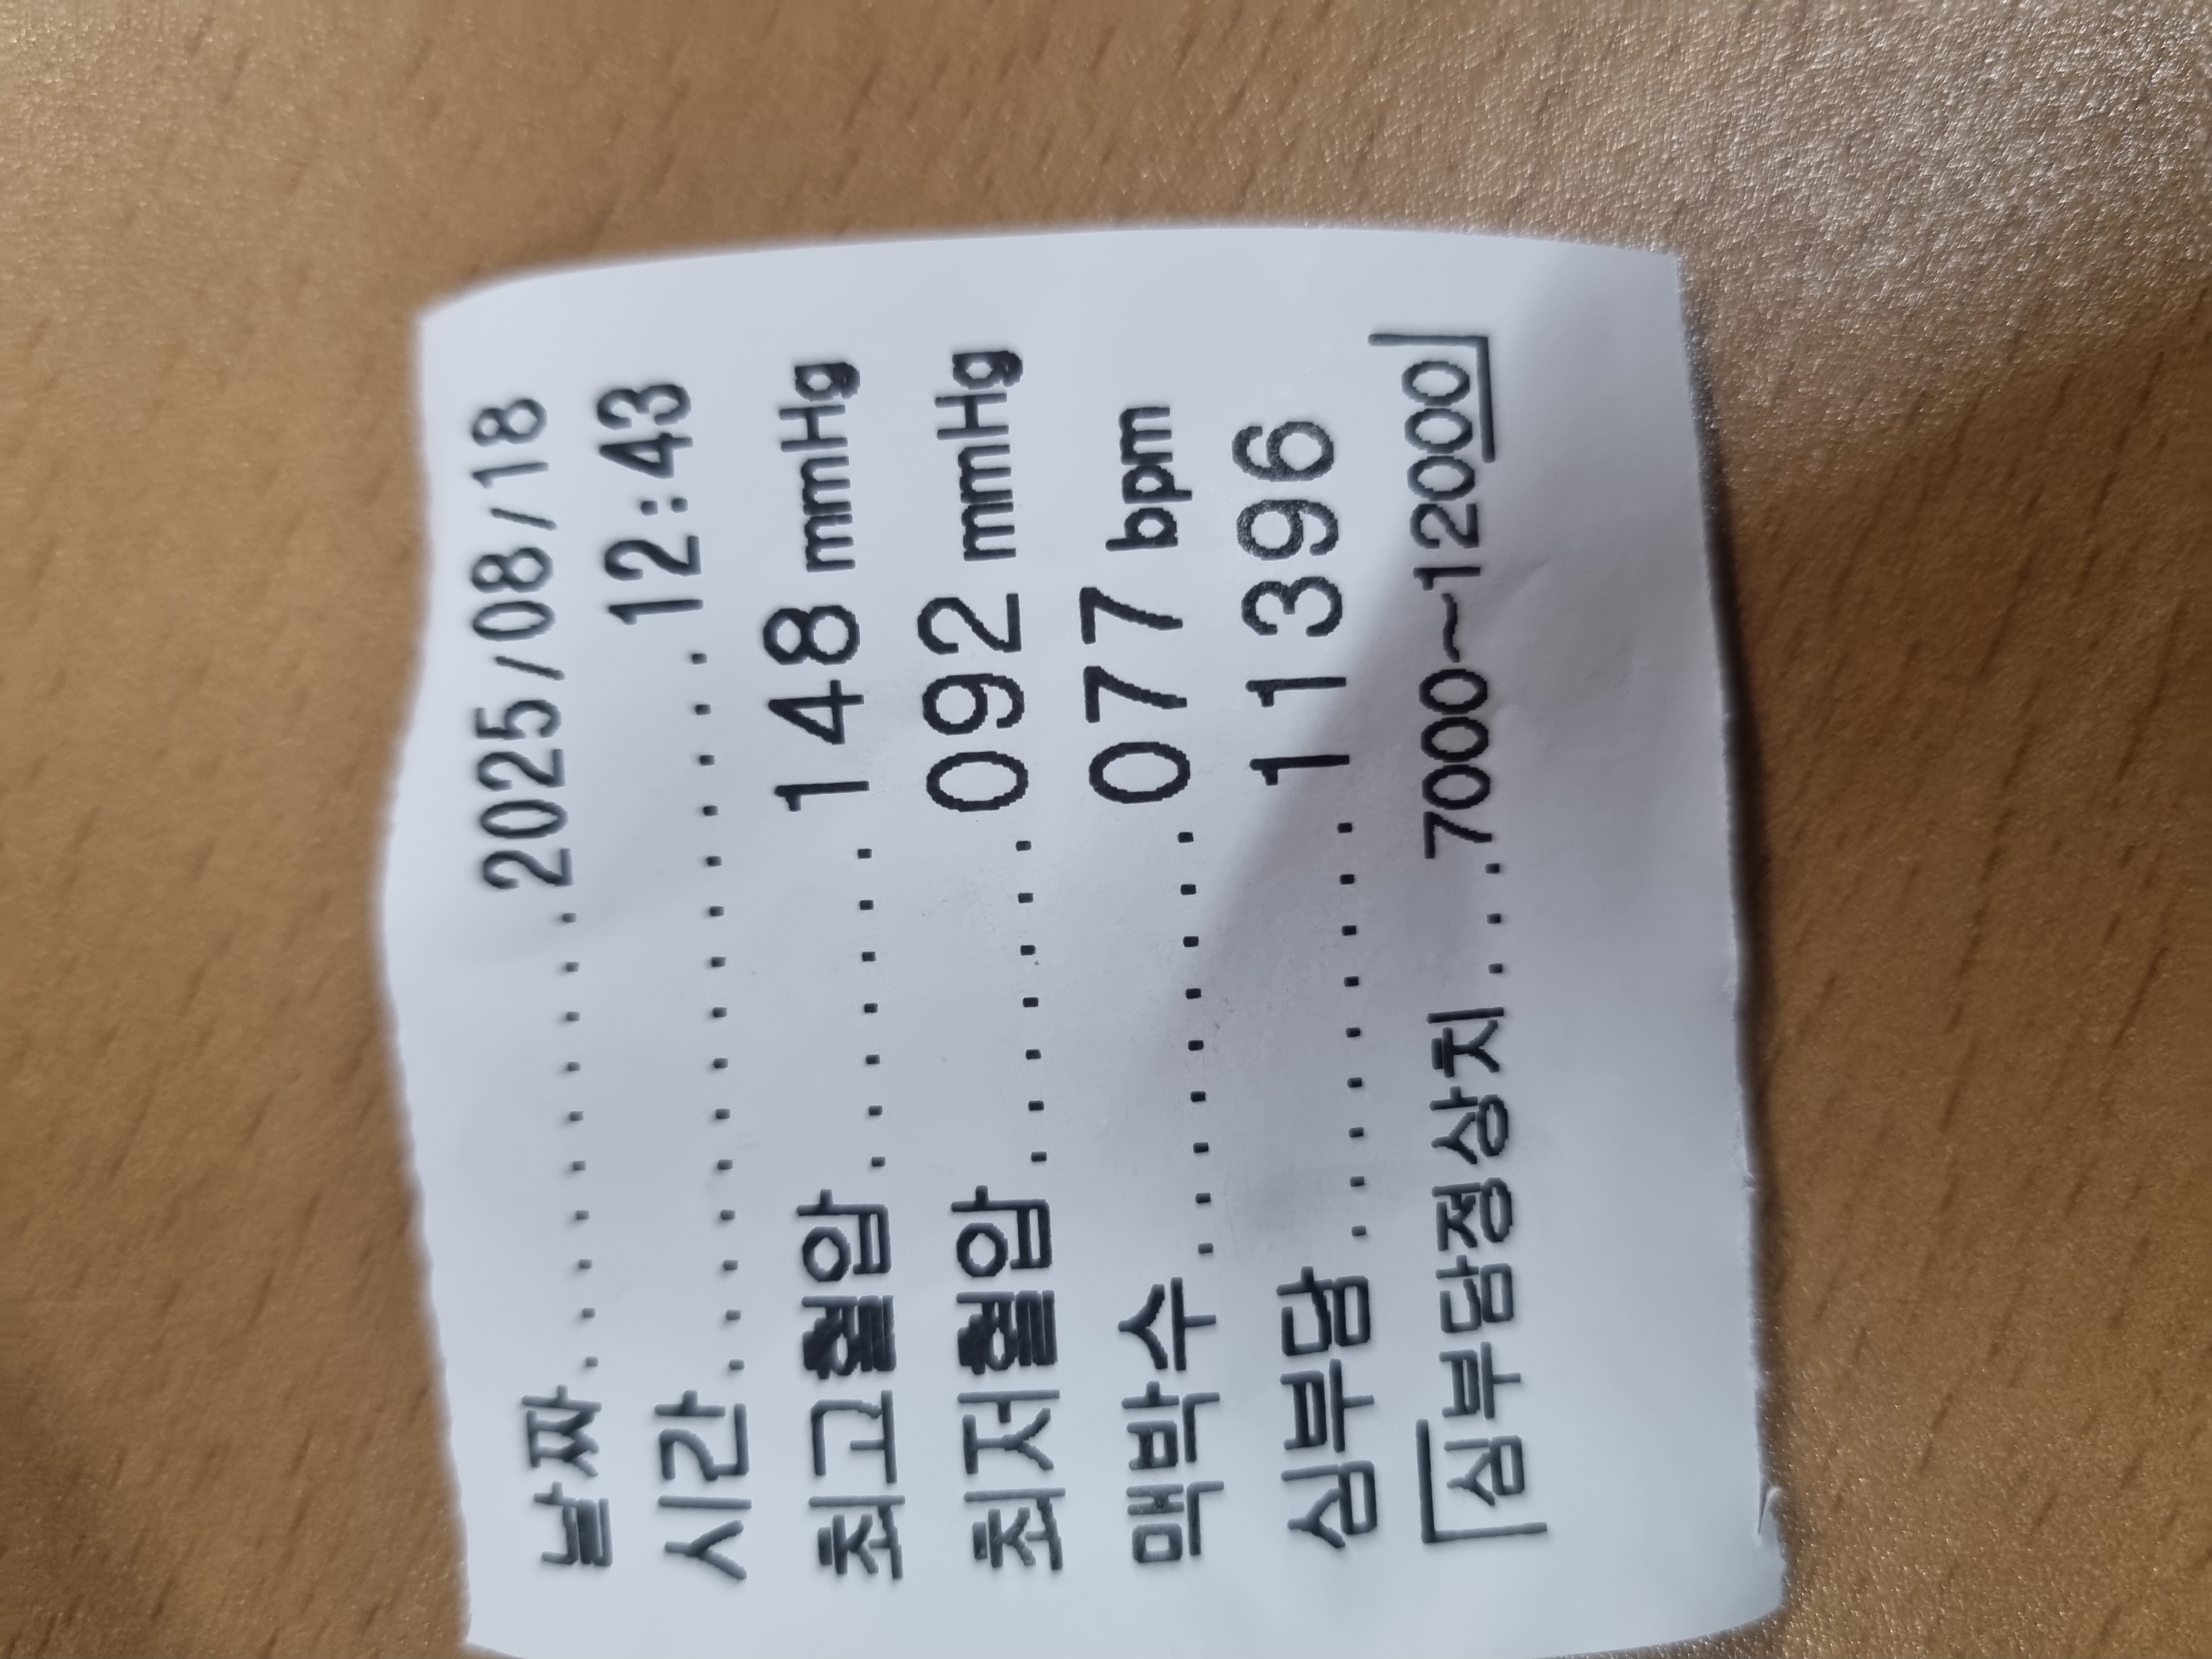 날짜.............2025/08/18
시간...............12:43
최고혈압.......148 mmHg
최저혈압.......092 mmHg
맥박수.........077 bpm
심부담.........11396
심부담정상치...7000~12000